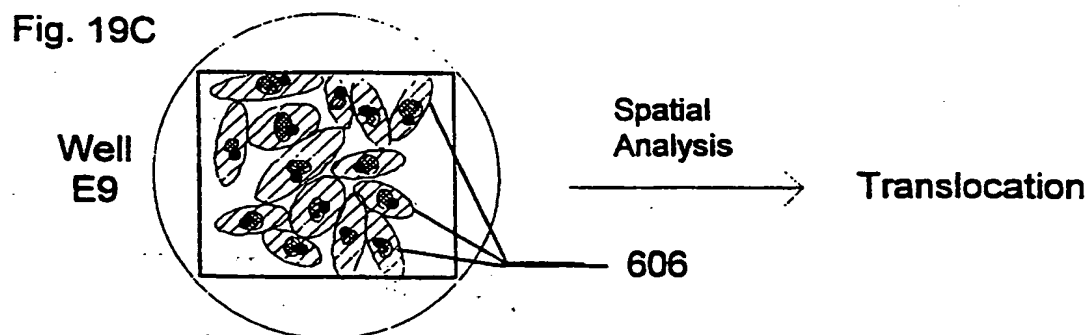 Fig. 19C
Well
E9
Spatial
Analysis
Translocation
606